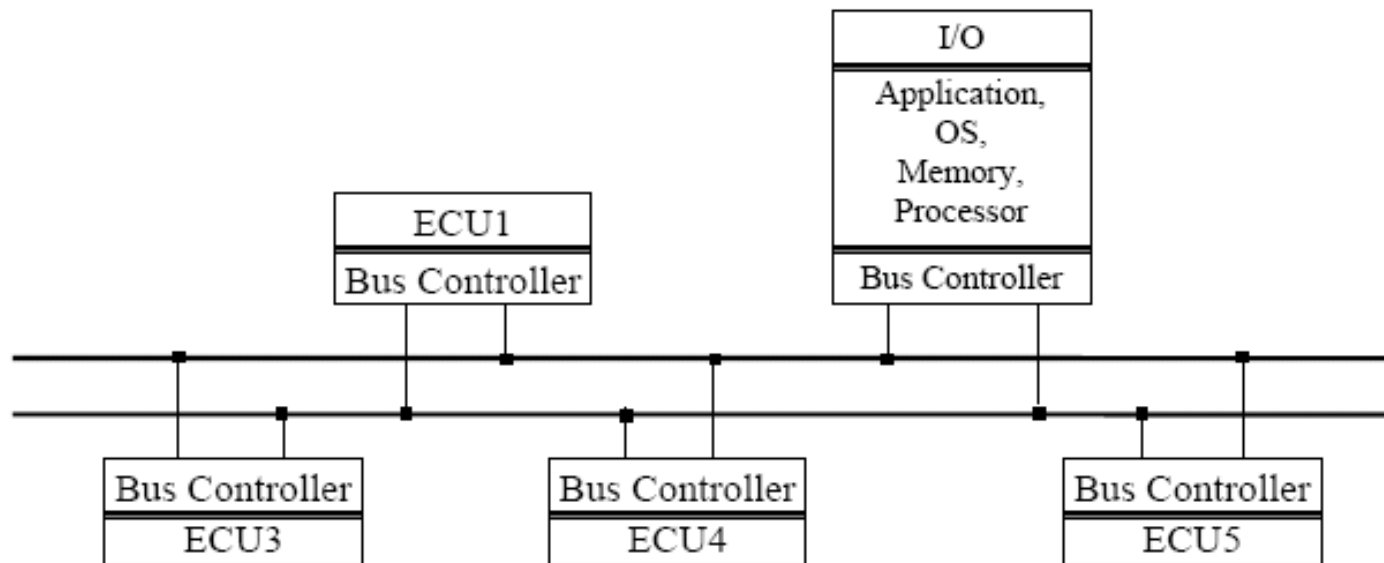 I/O
Application,
OS,
Memory,
Processor
Bus Controller
ECU1
Bus Controller
Bus Controller
ECU3
Bus Controller
ECU4
Bus Controller
ECU5